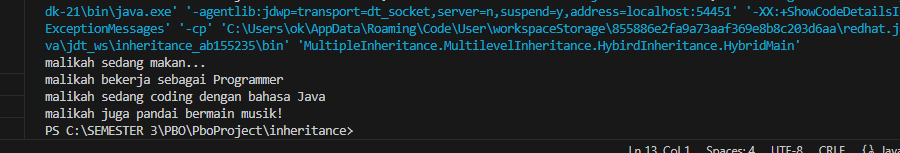 dk-21\bin\java.exe' '-agentlib:jdwp=transport=dt_socket,server=n,suspend=y,address=localhost:54451' '-XX:+ShowCodeDetailsI
ExceptionMessages' '-cp' 'C:\Users\ok\AppData\Roaming\Code\User\workspaceStorage\855886e2fa9a73aaf369e8b8c203d6aa\redhat.j
va\jdt_ws\inheritance_ab155235\bin' 'MultipleInheritance.MultilevelInheritance.HybirdInheritance.HybridMain'
malikah sedang makan...
malikah bekerja sebagai Programmer
malikah sedang coding dengan bahasa Java
malikah juga pandai bermain musik!
PS C:\SEMESTER 3\PBO\PboProject\inheritance>
Ln 13, Col 1 Spaces: 4 UTF-8 CRLF {} Java